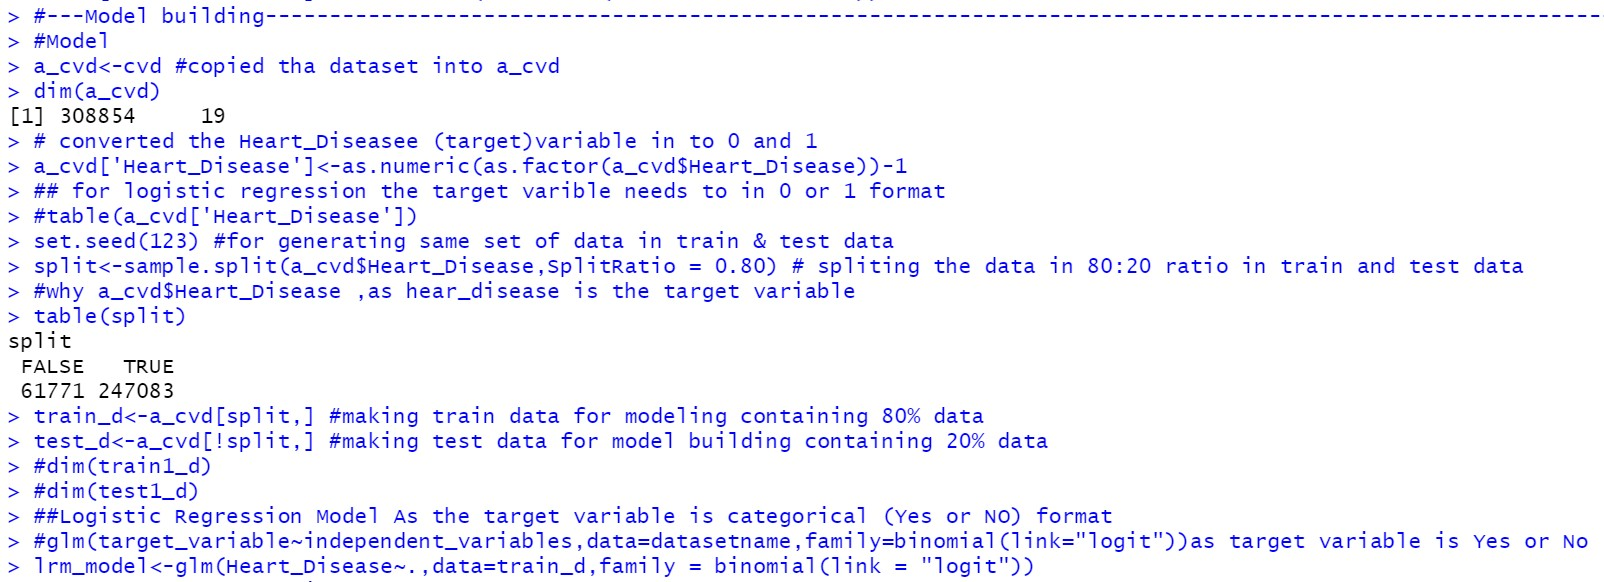 > #---Model building-------------------------------------------------------------------------------------------------------
> #Model
> a_cvd<-cvd #copied tha dataset into a_cvd
> dim(a_cvd)
[1] 308854     19
> # converted the Heart_Diseasee (target)variable in to 0 and 1
> a_cvd['Heart_Disease']<-as.numeric(as.factor(a_cvd$Heart_Disease))-1
> ## for logistic regression the target varible needs to in 0 or 1 format
> #table(a_cvd['Heart_Disease'])
> set.seed(123) #for generating same set of data in train & test data
> split<-sample.split(a_cvd$Heart_Disease,SplitRatio = 0.80) # spliting the data in 80:20 ratio in train and test data
> #why a_cvd$Heart_Disease ,as hear_disease is the target variable
> table(split)
split
 FALSE   TRUE
 61771 247083
> train_d<-a_cvd[split,] #making train data for modeling containing 80% data
> test_d<-a_cvd[!split,] #making test data for model building containing 20% data
> #dim(train1_d)
> #dim(test1_d)
> ##Logistic Regression Model As the target variable is categorical (Yes or NO) format
> #glm(target_variable~independent_variables,data=datasetname,family=binomial(link="logit"))as target variable is Yes or No
> lrm_model<-glm(Heart_Disease~.,data=train_d,family = binomial(link = "logit"))